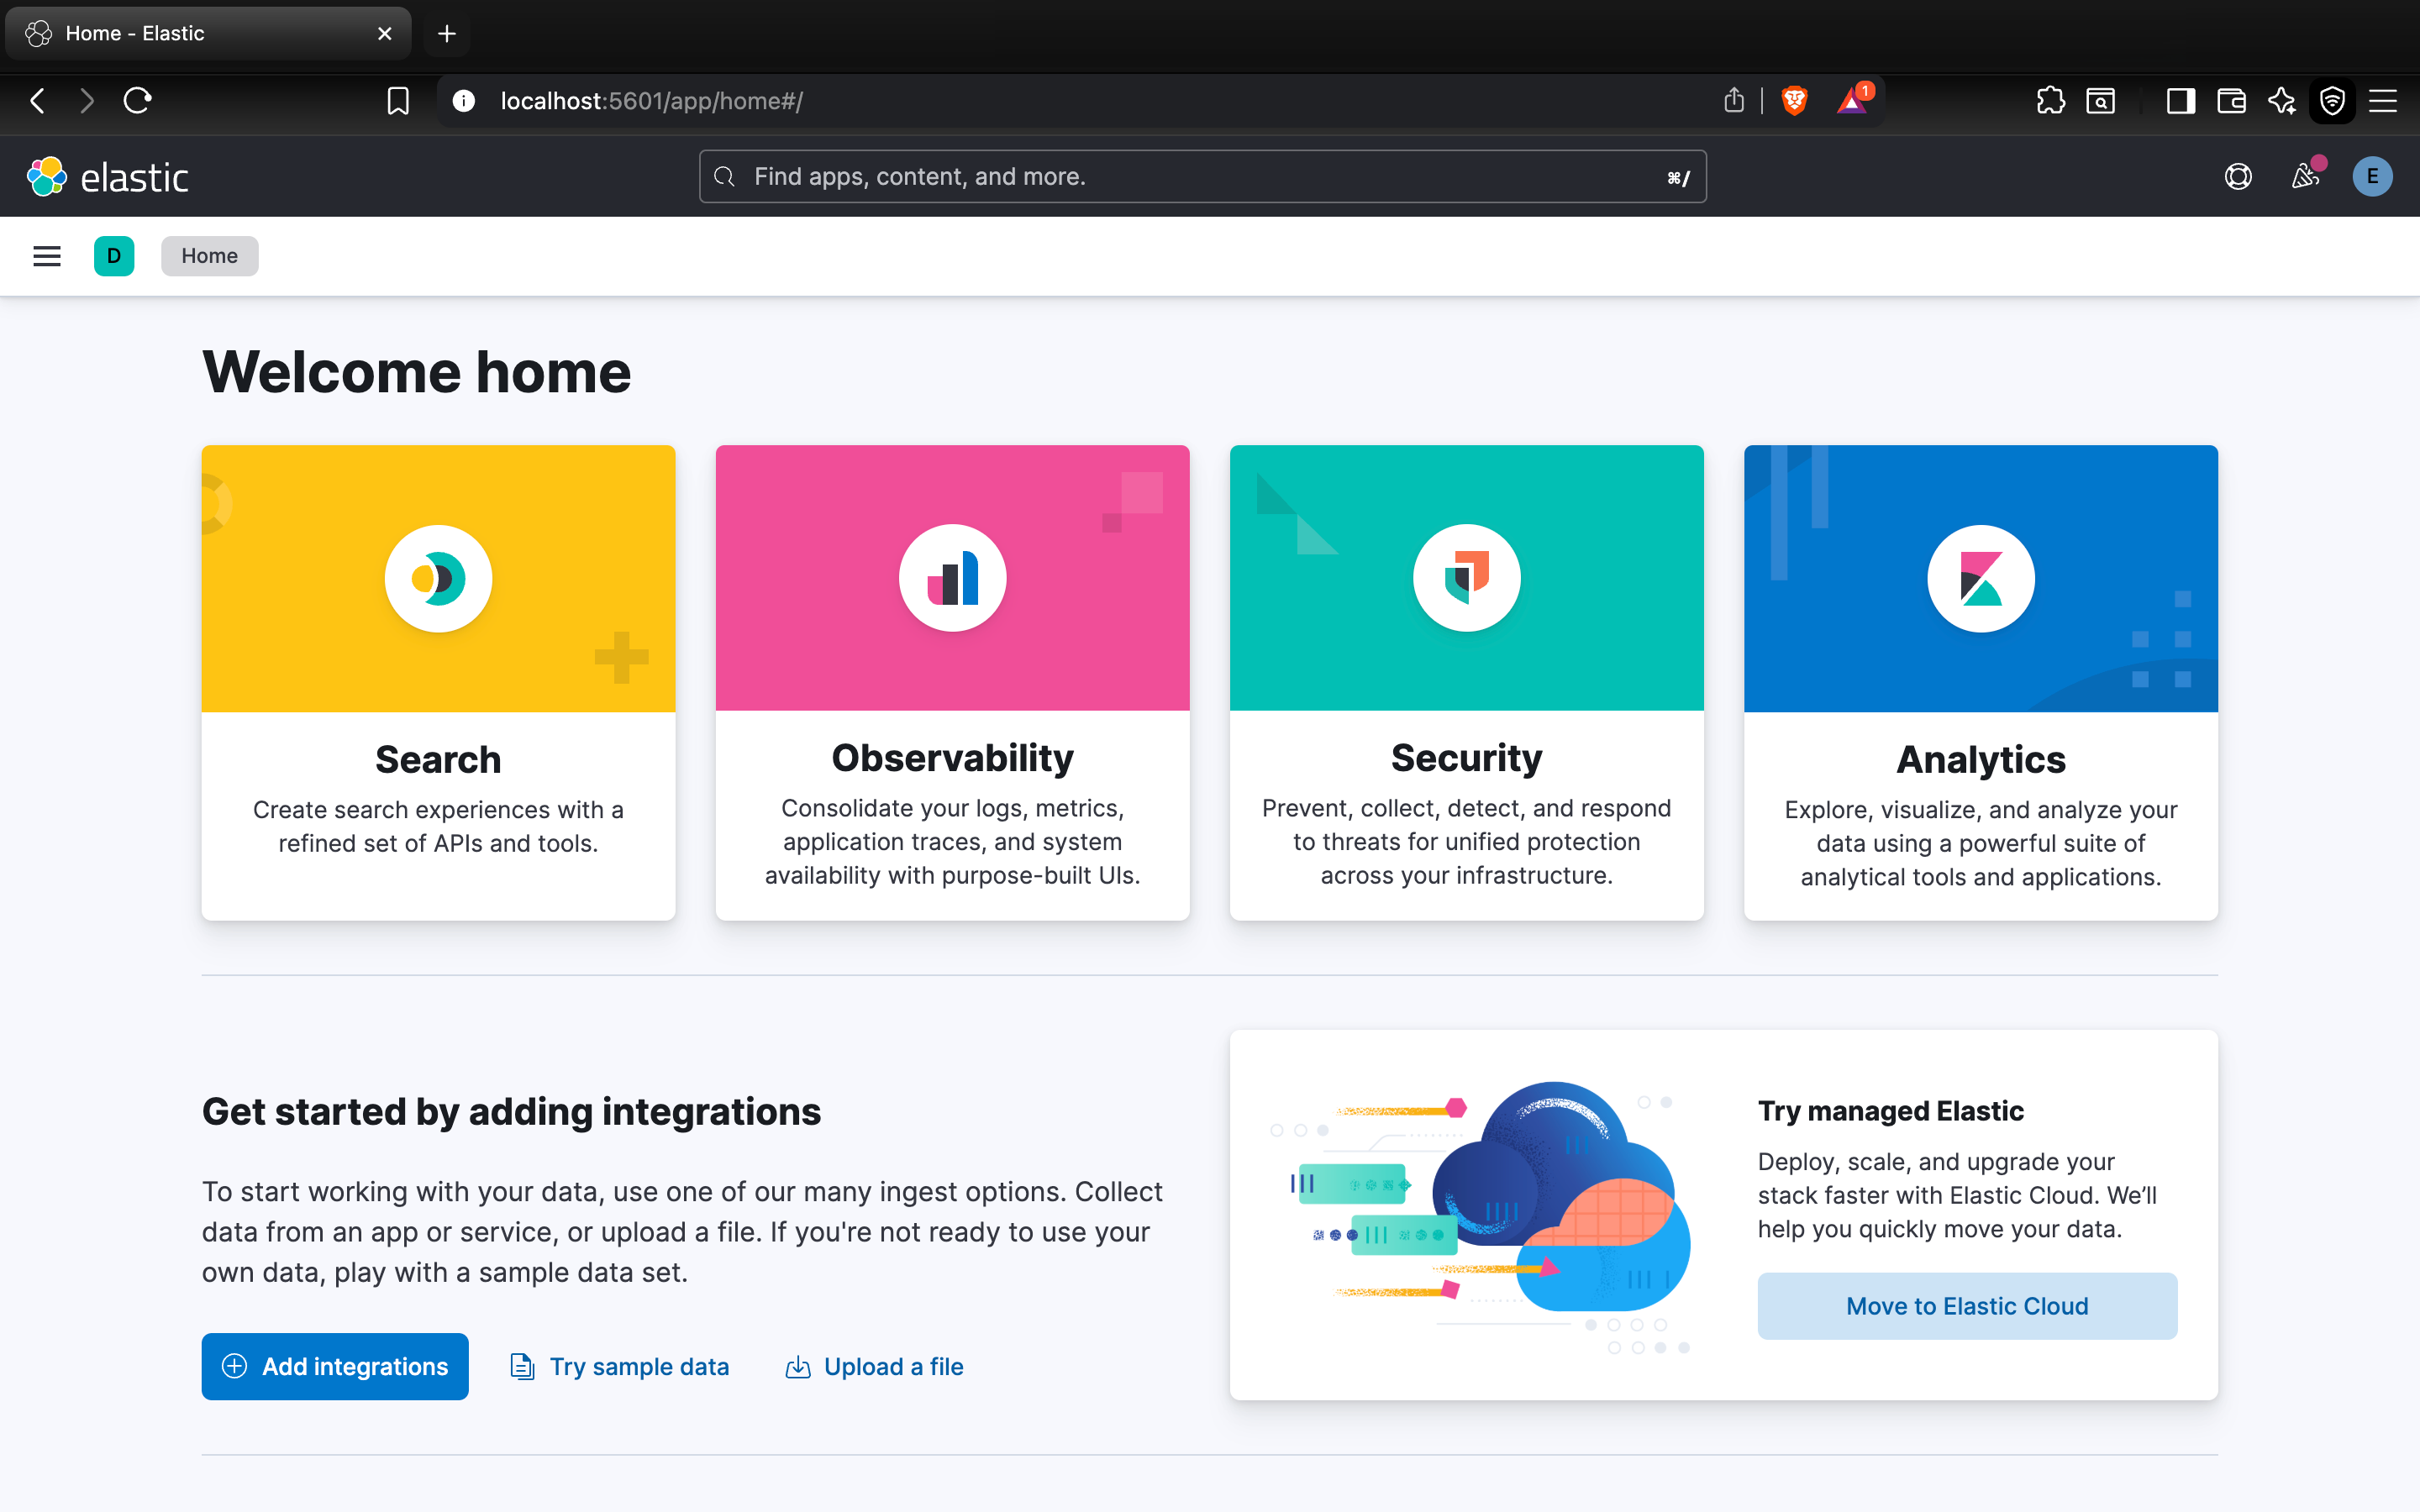 Home - Elastic
localhost:5601/app/home#/
1
elastic
Find apps, content, and more.
⌘/
E
D
Home
Welcome home
Search
Create search experiences with a
refined set of APIs and tools.
Observability
Consolidate your logs, metrics,
application traces, and system
availability with purpose-built UIs.
Security
Prevent, collect, detect, and respond
to threats for unified protection
across your infrastructure.
Analytics
Explore, visualize, and analyze your
data using a powerful suite of
analytical tools and applications.
Get started by adding integrations
To start working with your data, use one of our many ingest options. Collect
data from an app or service, or upload a file. If you're not ready to use your
own data, play with a sample data set.
Add integrations
Try sample data
Upload a file
Try managed Elastic
Deploy, scale, and upgrade your
stack faster with Elastic Cloud. We’ll
help you quickly move your data.
Move to Elastic Cloud